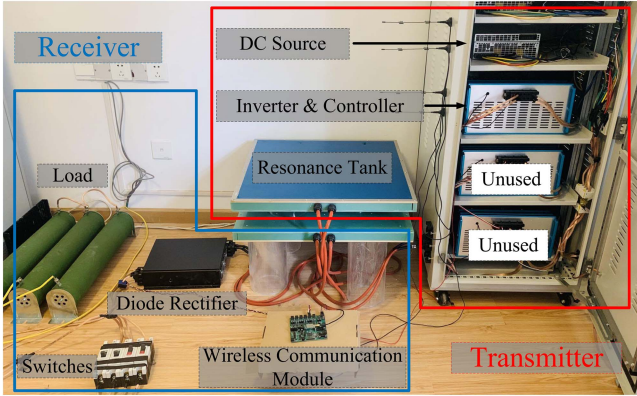 Receiver
DC Source
Inverter & Controller
Load
Resonance Tank
Unused
Unused
Diode Rectifier
Switches
Wireless Communication
Module
Transmitter